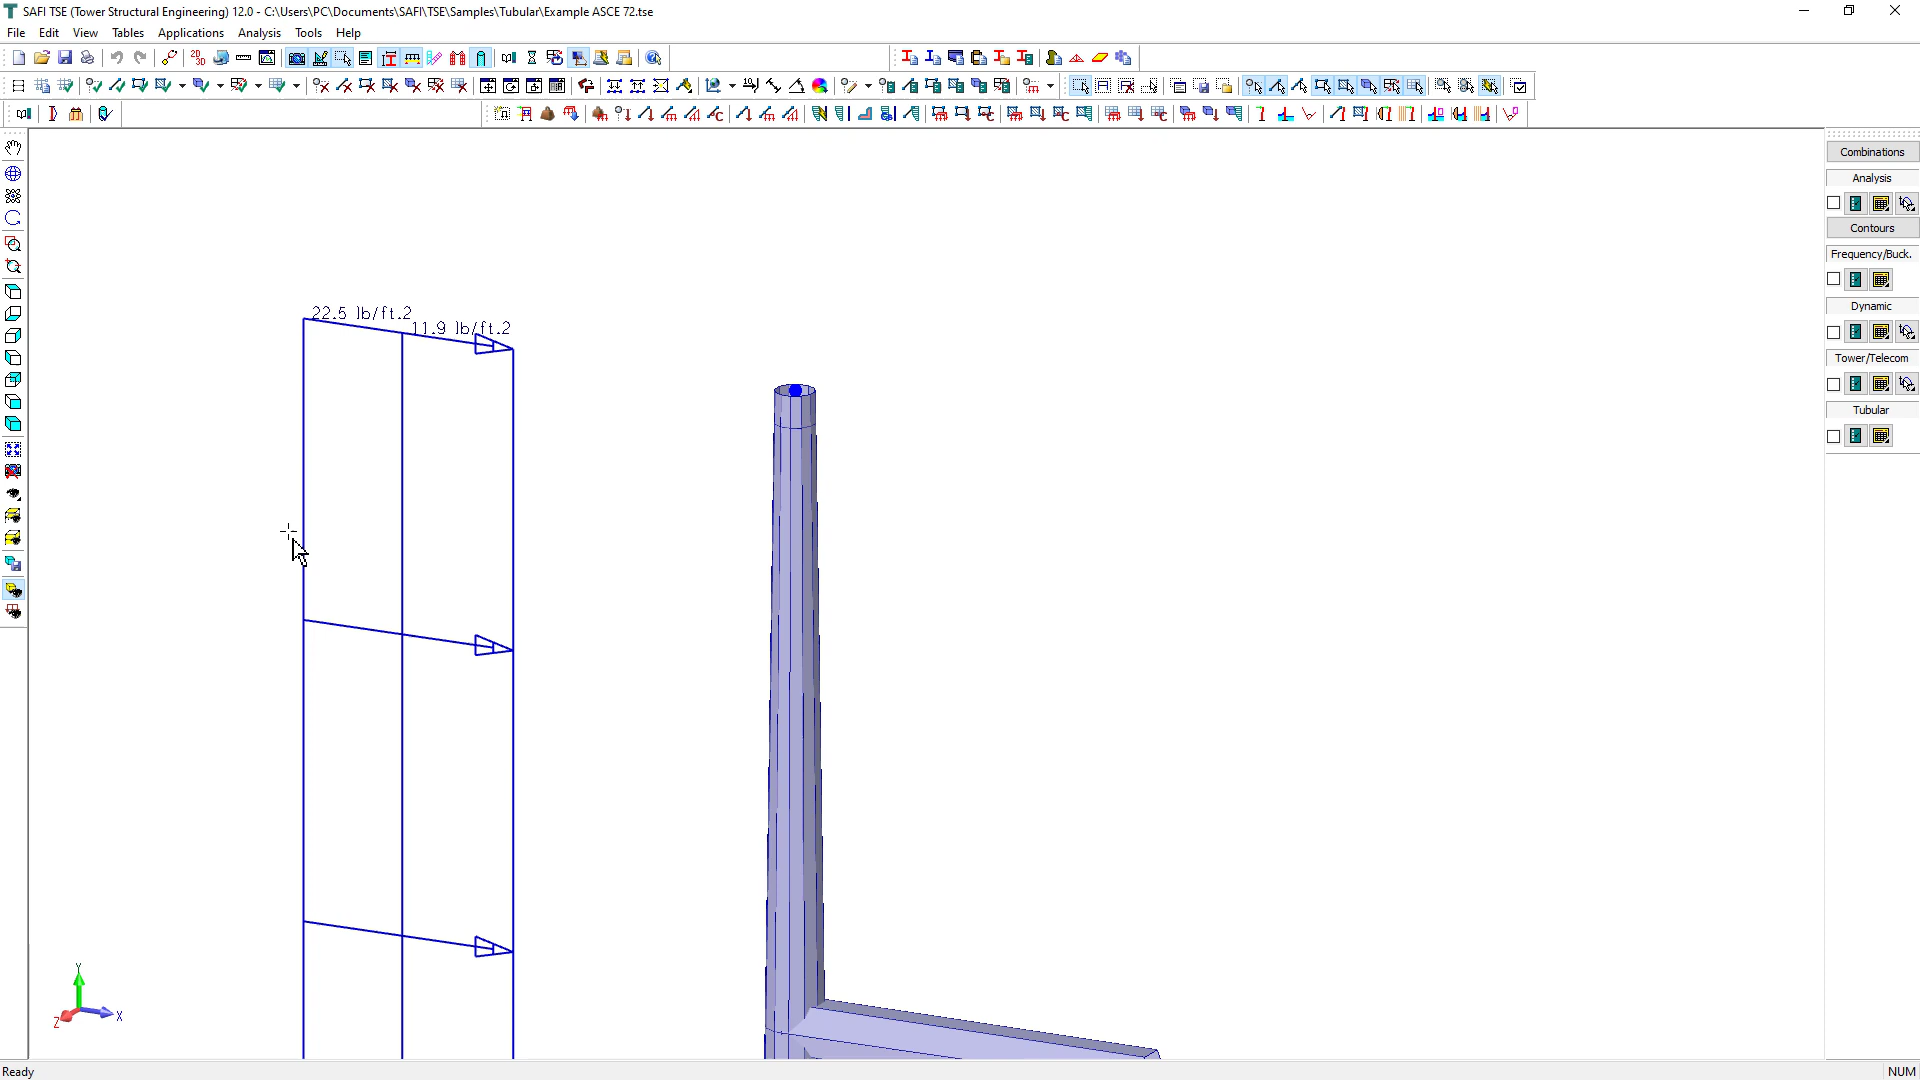 SAFI TSE (Tower Structural Engineering) 12.0 - C:\Users\PC\Documents\SAFI\TSE\Samples\Tubular\Example ASCE 72.tse
File Edit View Tables Applications Analysis Tools Help
Combinations
Analysis
Contours
Frequency/Buck.
Dynamic
Tower/Telecom
Tubular
22.5 lb/ft.2
11.9 lb/ft.2
Y
Z X
Ready NUM